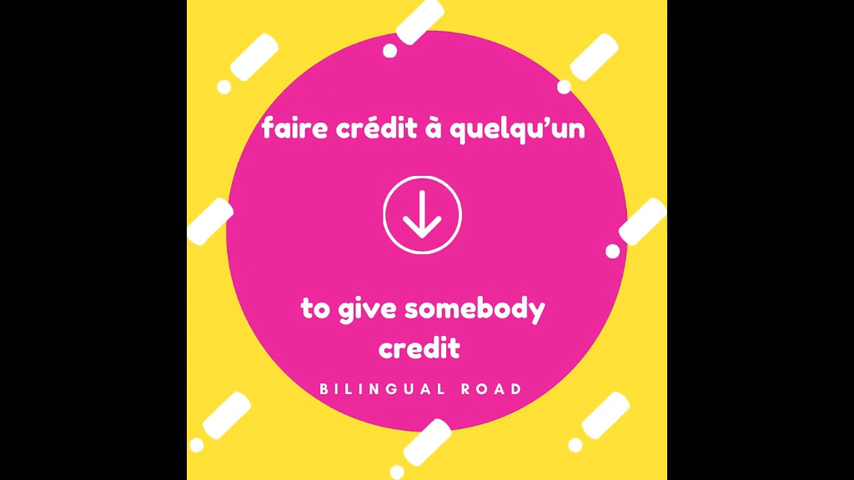 faire crédit à quelqu'un
to give somebody
credit
BILINGUAL ROAD